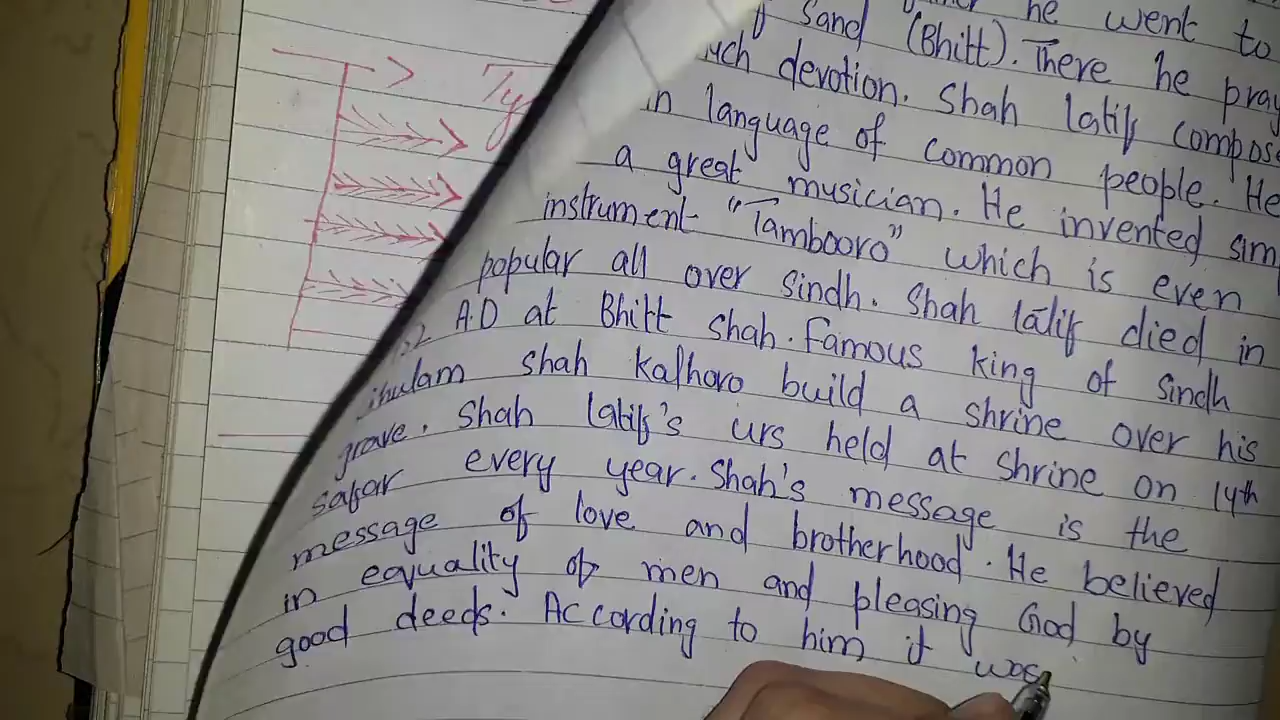 he went to
Sand (Bhitt). There he pray
devotion. Shah latif compos
in language of common people. He
a great musician. He invented sim
instrument "Tambooro" which is even
popular all over Sindh. Shah latif died in
A.D at Bhitt Shah. Famous king of Sindh
shah Kalhoro build a shrine over his
grave. Shah latif's urs held at shrine on 14th
safar every year. Shah's message is the
message of love and brotherhood. He believed
in equality of men and pleasing God by
good deeds. According to him it was
Ty